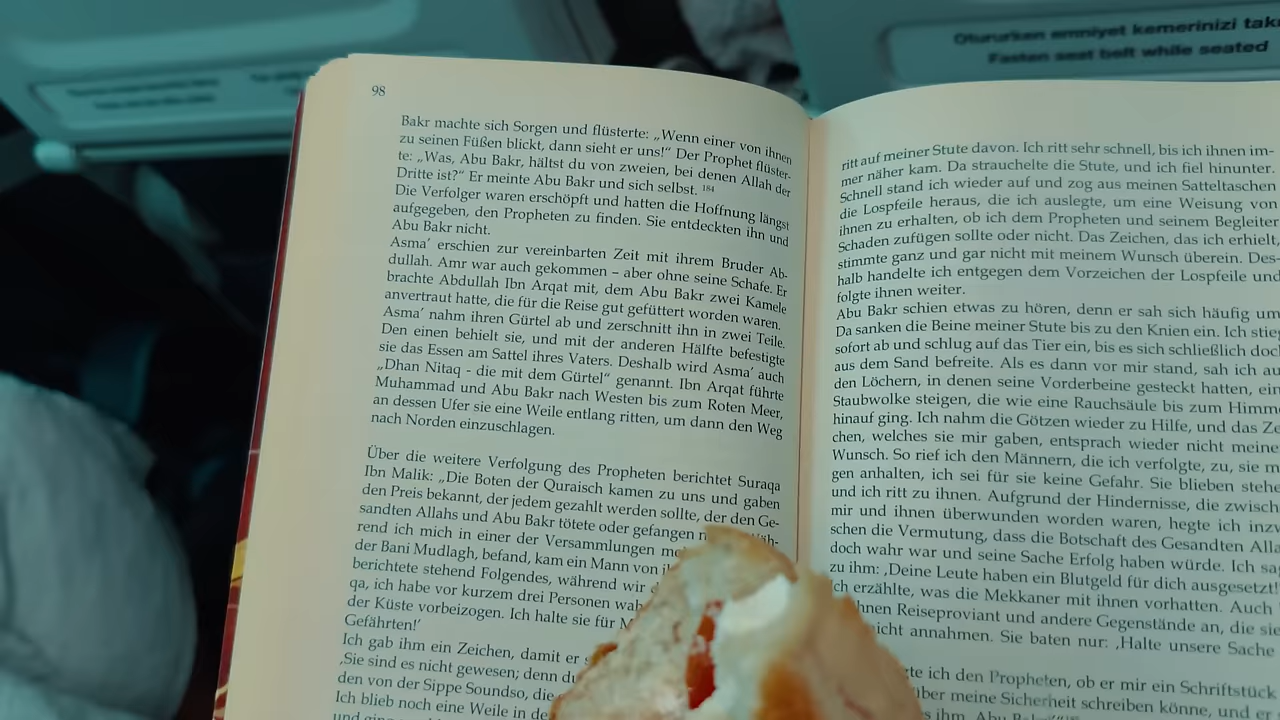 Otururken emniyet kemerinizi
Fasten seat belt while seated
98
Bakr machte sich Sorgen und flüsterte: „Wenn einer von ihnen
zu seinen Füßen blickt, dann sieht er uns!“ Der Prophet flüster-
te: „Was, Abu Bakr, hältst du von zweien, bei denen Allah der
Dritte ist?“ Er meinte Abu Bakr und sich selbst. 184
Die Verfolger waren erschöpft und hatten die Hoffnung längst
aufgegeben, den Propheten zu finden. Sie entdeckten ihn und
Abu Bakr nicht.
Asma’ erschien zur vereinbarten Zeit mit ihrem Bruder Ab-
dullah. Amr war auch gekommen – aber ohne seine Schafe. Er
brachte Abdullah Ibn Arqat mit, dem Abu Bakr zwei Kamele
anvertraut hatte, die für die Reise gut gefüttert worden waren.
Asma’ nahm ihren Gürtel ab und zerschnitt ihn in zwei Teile.
Den einen behielt sie, und mit der anderen Hälfte befestigte
sie das Essen am Sattel ihres Vaters. Deshalb wird Asma’ auch
„Dhan Nitaq - die mit dem Gürtel“ genannt. Ibn Arqat führte
Muhammad und Abu Bakr nach Westen bis zum Roten Meer,
an dessen Ufer sie eine Weile entlang ritten, um dann den Weg
nach Norden einzuschlagen.
Über die weitere Verfolgung des Propheten berichtet Suraqa
Ibn Malik: „Die Boten der Quraisch kamen zu uns und gaben
den Preis bekannt, der jedem gezahlt werden sollte, der den Ge-
sandten Allahs und Abu Bakr tötete oder gefangen
rend ich mich in einer der Versammlungen
der Bani Mudlagh, befand, kam ein Mann von
berichtete stehend Folgendes, während wir
qa, ich habe vor kurzem drei Personen
der Küste vorbeizogen. Ich halte sie für
Gefährten!‘
Ich gab ihm ein Zeichen, damit er
‚Sie sind es nicht gewesen; denn
den von der Sippe Soundso, die
Ich blieb noch eine Weile in
ritt auf meiner Stute davon. Ich ritt sehr schnell, bis ich ihnen im-
mer näher kam. Da strauchelte die Stute, und ich fiel hinunter.
Schnell stand ich wieder auf und zog aus meinen Satteltaschen
die Lospfeile heraus, die ich auslegte, um eine Weisung von
ihnen zu erhalten, ob ich dem Propheten und seinem Begleiter
Schaden zufügen sollte oder nicht. Das Zeichen, das ich erhielt,
stimmte ganz und gar nicht mit meinem Wunsch überein. Des-
halb handelte ich entgegen dem Vorzeichen der Lospfeile und
folgte ihnen weiter.
Abu Bakr schien etwas zu hören, denn er sah sich häufig um
Da sanken die Beine meiner Stute bis zu den Knien ein. Ich
sofort ab und schlug auf das Tier ein, bis es sich schließlich
aus dem Sand befreite. Als es dann vor mir stand, sah ich
den Löchern, in denen seine Vorderbeine gesteckt hatten,
Staubwolke steigen, die wie eine Rauchsäule bis zum
hinauf ging. Ich nahm die Götzen wieder zu Hilfe, und das
chen, welches sie mir gaben, entsprach wieder nicht
Wunsch. So rief ich den Männern, die ich verfolgte, zu, sie
gen anhalten, ich sei für sie keine Gefahr. Sie blieben
und ich ritt zu ihnen. Aufgrund der Hindernisse, die
mir und ihnen überwunden worden waren, hegte ich
schen die Vermutung, dass die Botschaft des Gesandten
doch wahr war und seine Sache Erfolg haben würde. Ich
zu ihm: ‚Deine Leute haben ein Blutgeld für dich ausgesetzt!
ich erzählte, was die Mekkaner mit ihnen vorhatten. Auch
ihnen Reiseproviant und andere Gegenstände an, die
nicht annahmen. Sie baten nur: ‚Halte unsere Sache
ich den Propheten, ob er mir ein Schriftstück
über meine Sicherheit schreiben könne, und er
ihm, Abu